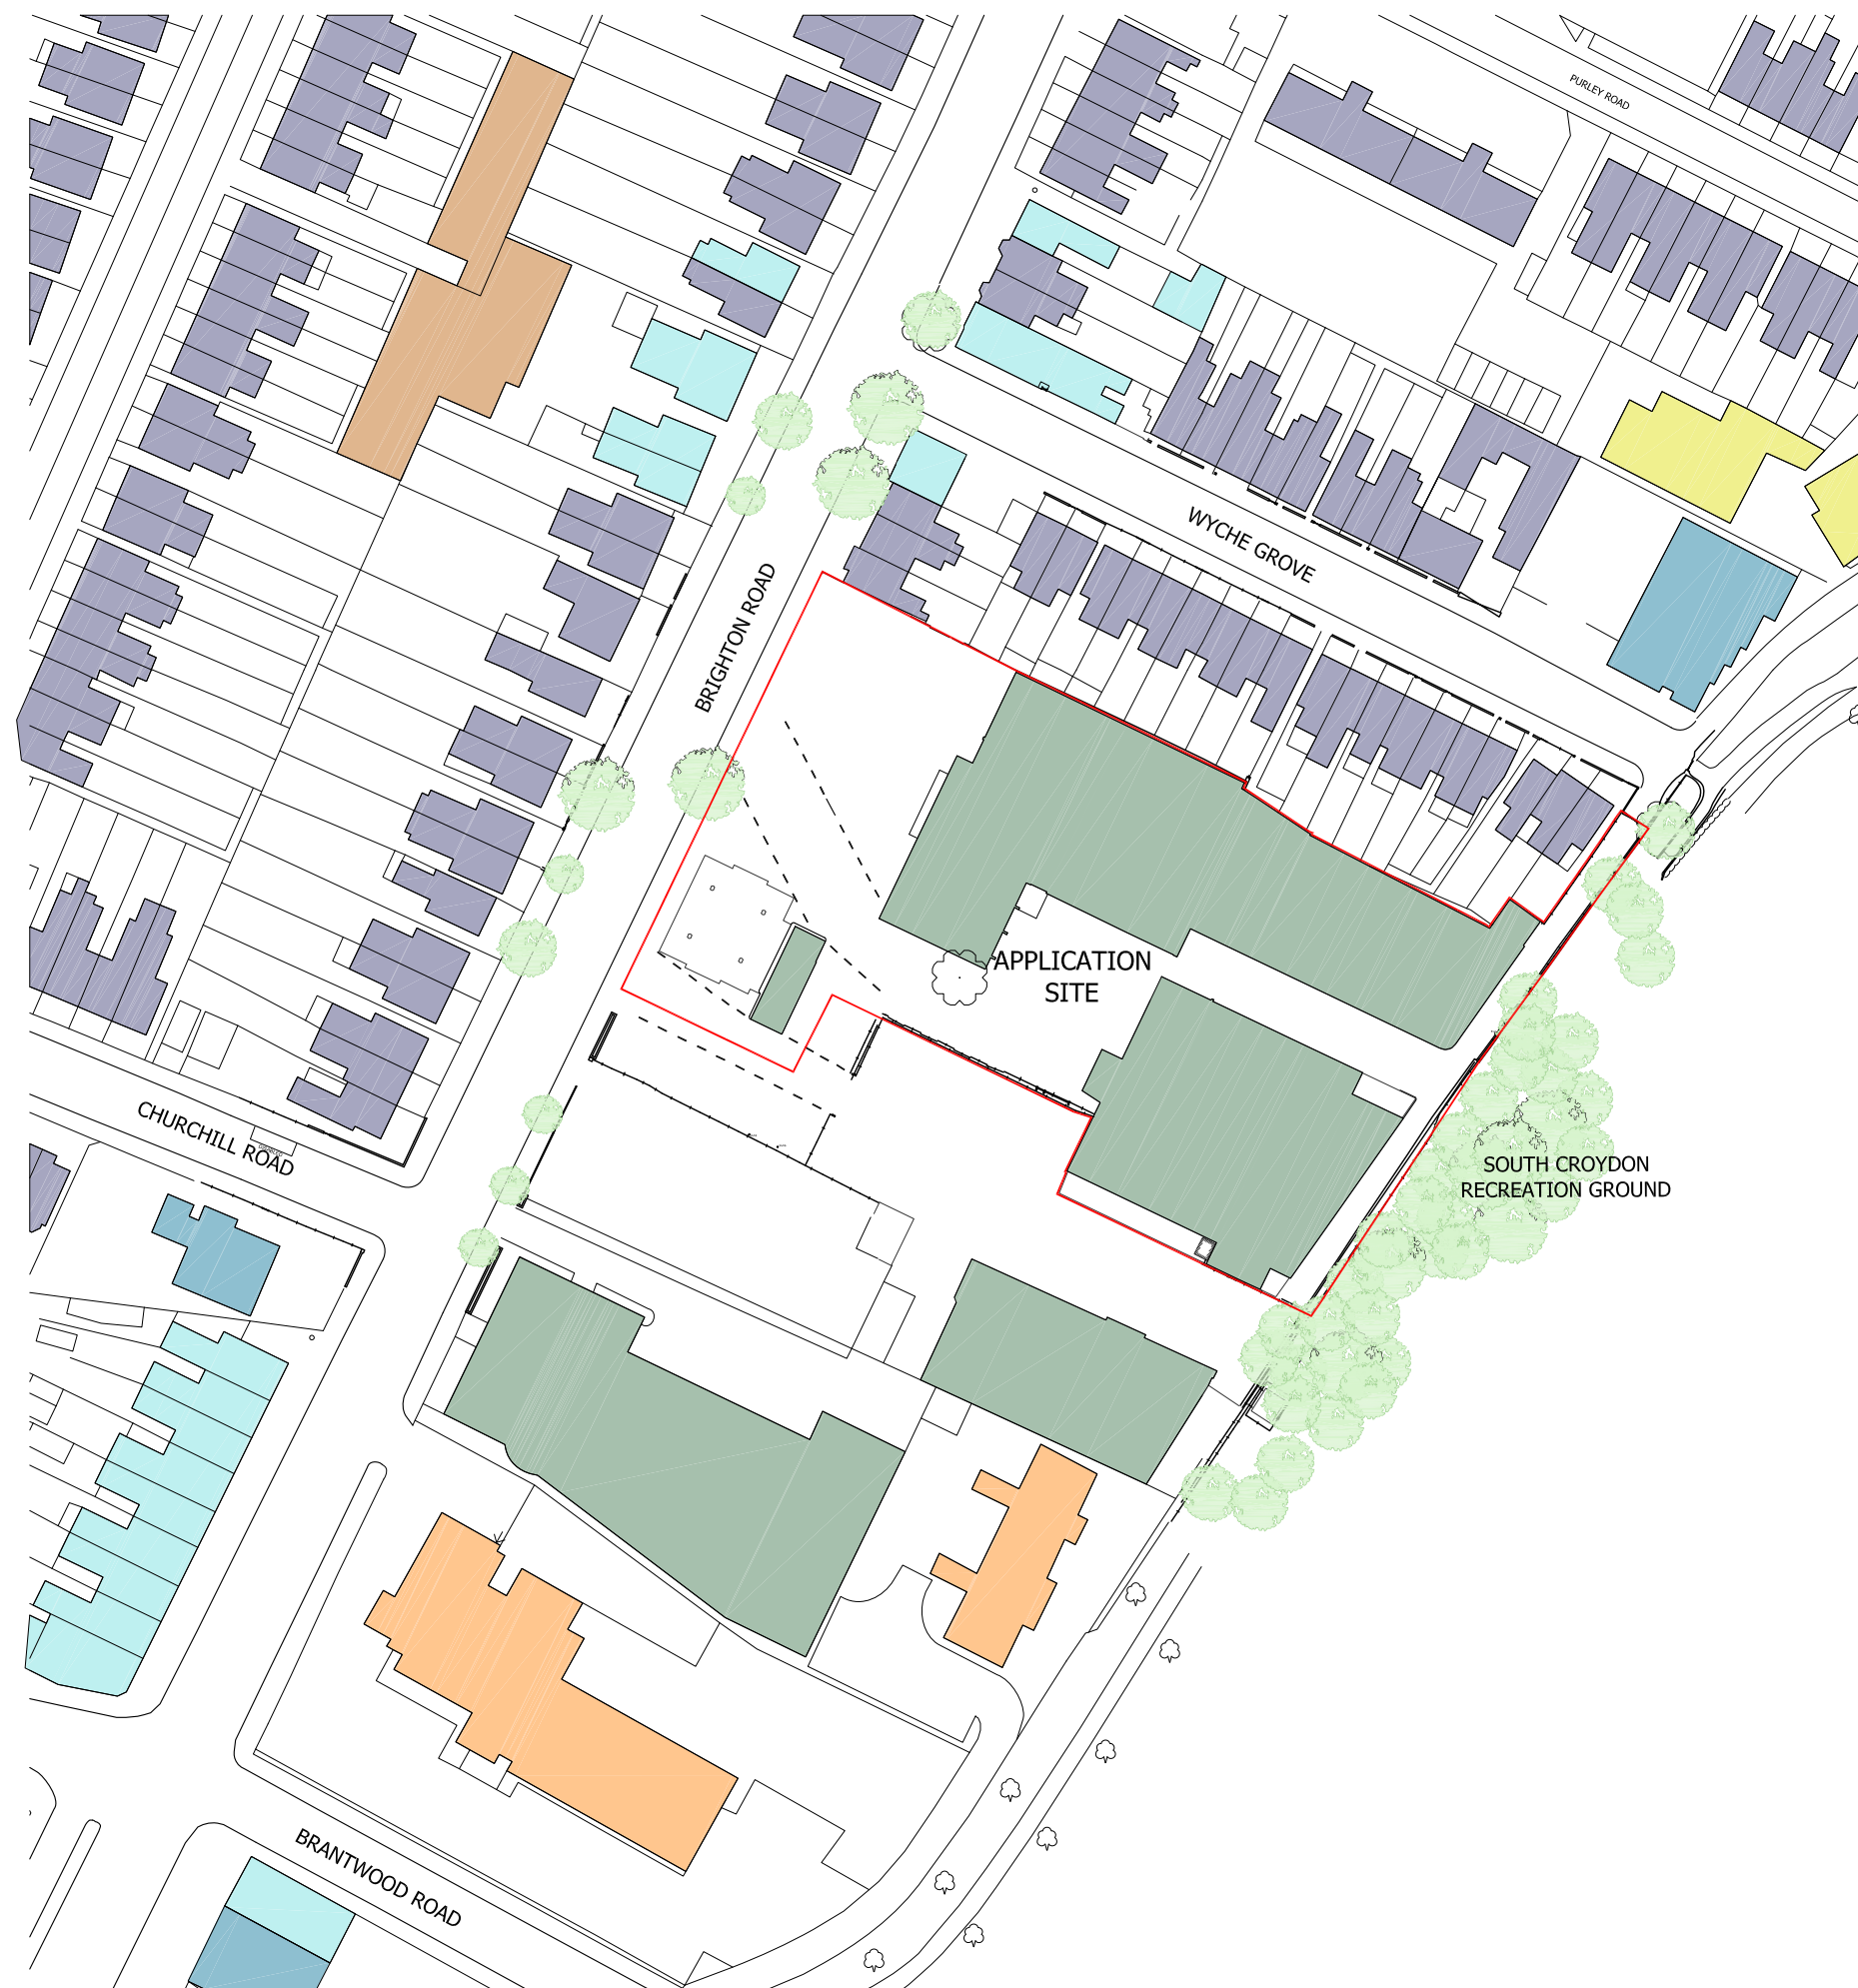 PURLEY ROAD
WYCHE GROVE
BRIGHTON ROAD
APPLICATION
SITE
CHURCHILL ROAD
SOUTH CROYDON
RECREATION GROUND
BRANTWOOD ROAD